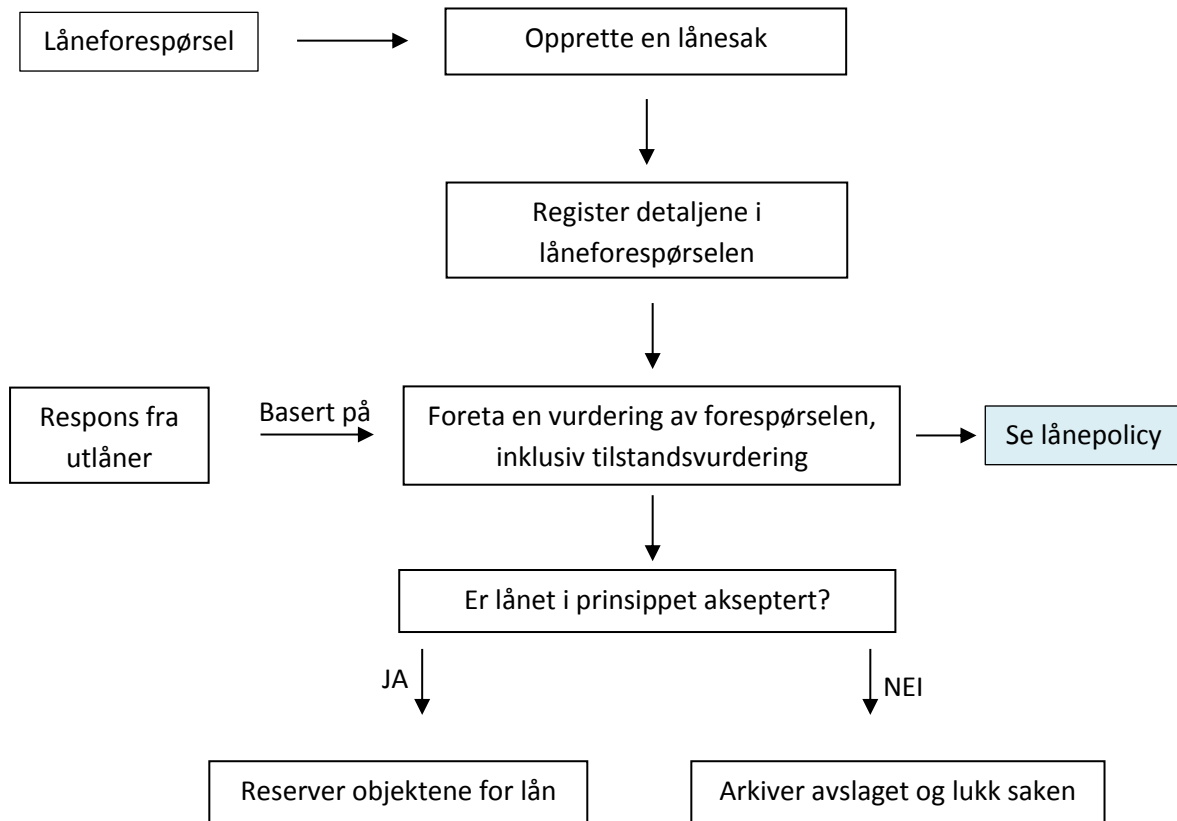 Låneforespørsel
Opprette en lånesak
Register detaljene i
låneforespørselen
Respons fra
utlåner
Basert på
Foreta en vurdering av forespørselen,
inklusiv tilstandsvurdering
Se lånepolicy
Er lånet i prinsippet akseptert?
JA
NEI
Reserver objektene for lån
Arkiver avslaget og lukk saken